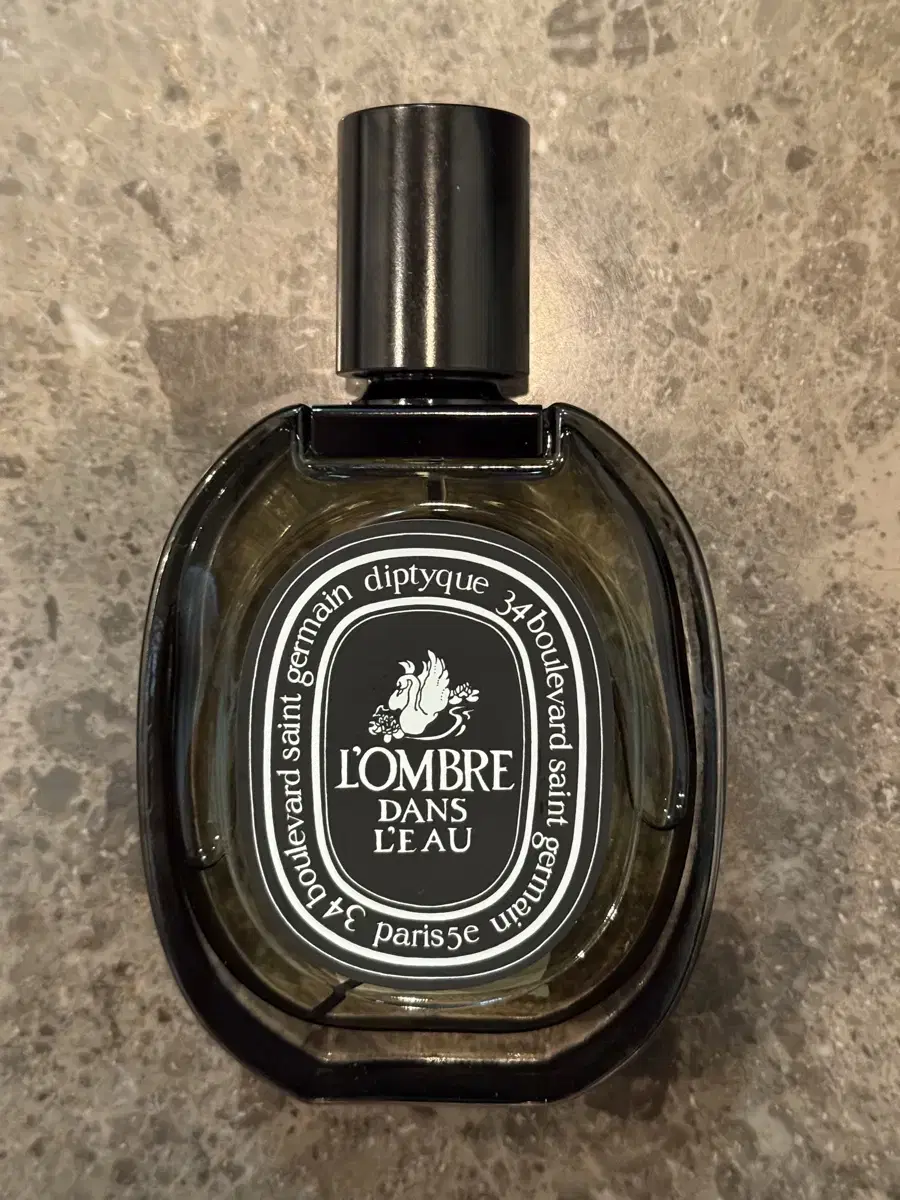 diptyque 34 boulevard saint germain paris5e 34 boulevard saint germain
L'OMBRE
DANS
L'EAU